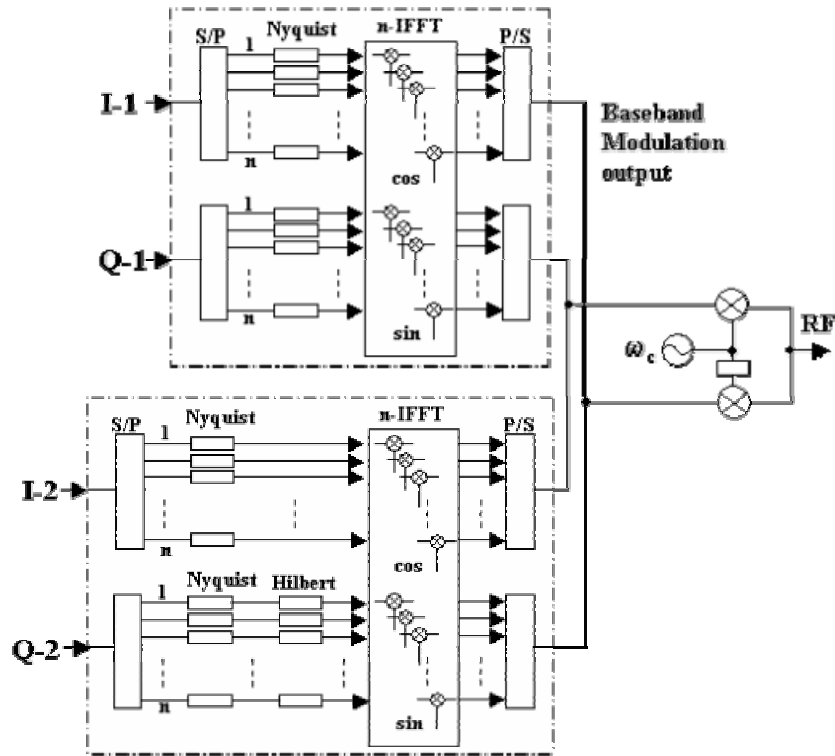 Nyquist n-IFFT
S/P 1 P/S
I-1
n cos
Baseband
Modulation
output
1
Q-1
n sin
RF
ωc
Nyquist n-IFFT
S/P 1 P/S
I-2
n cos
Nyquist Hilbert
1
Q-2
n sin